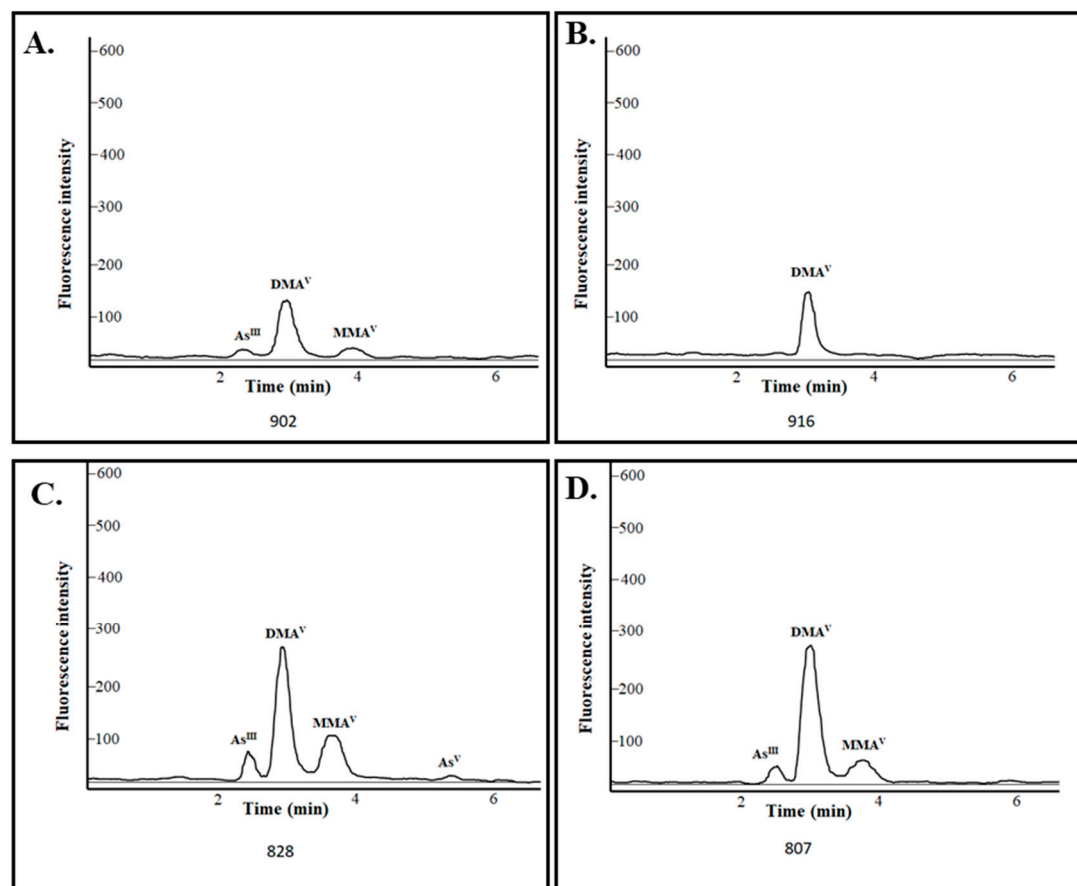 A.
Fluorescence intensity
600
500
400
300
200
100
As^III
DMA^V
MMA^V
2
4
6
Time (min)
902
B.
Fluorescence intensity
600
500
400
300
200
100
DMA^V
2
4
6
Time (min)
916
C.
Fluorescence intensity
600
500
400
300
200
100
As^III
DMA^V
MMA^V
As^V
2
4
6
Time (min)
828
D.
Fluorescence intensity
600
500
400
300
200
100
As^III
DMA^V
MMA^V
2
4
6
Time (min)
807